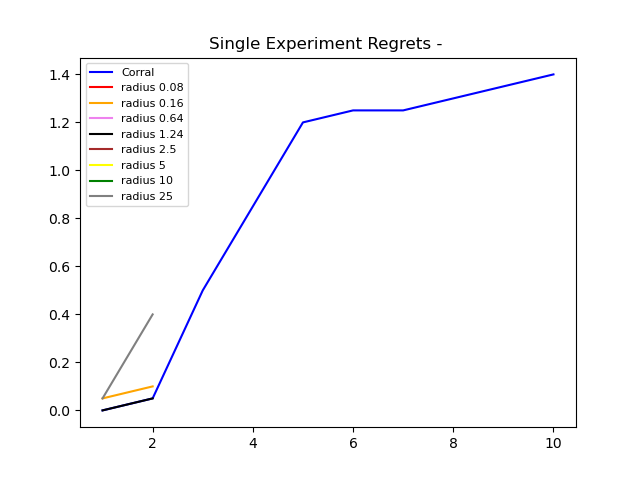 Single Experiment Regrets -
Corral
radius 0.08
radius 0.16
radius 0.64
radius 1.24
radius 2.5
radius 5
radius 10
radius 25
1.4
1.2
1.0
0.8
0.6
0.4
0.2
0.0
2 4 6 8 10